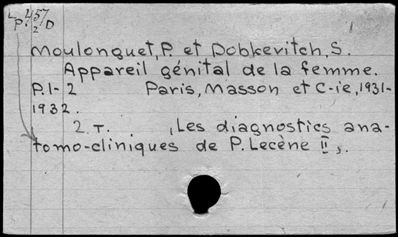 L 457
p. 2 D
Moulonguet, P. et Dobkevitch, S.
Appareil génital de la femme.
P. 1-2 Paris, Masson et C-ie, 1931-
1932.
2. T. , (Les diagnostics ana-
tomo-cliniques de P. Lecène II).